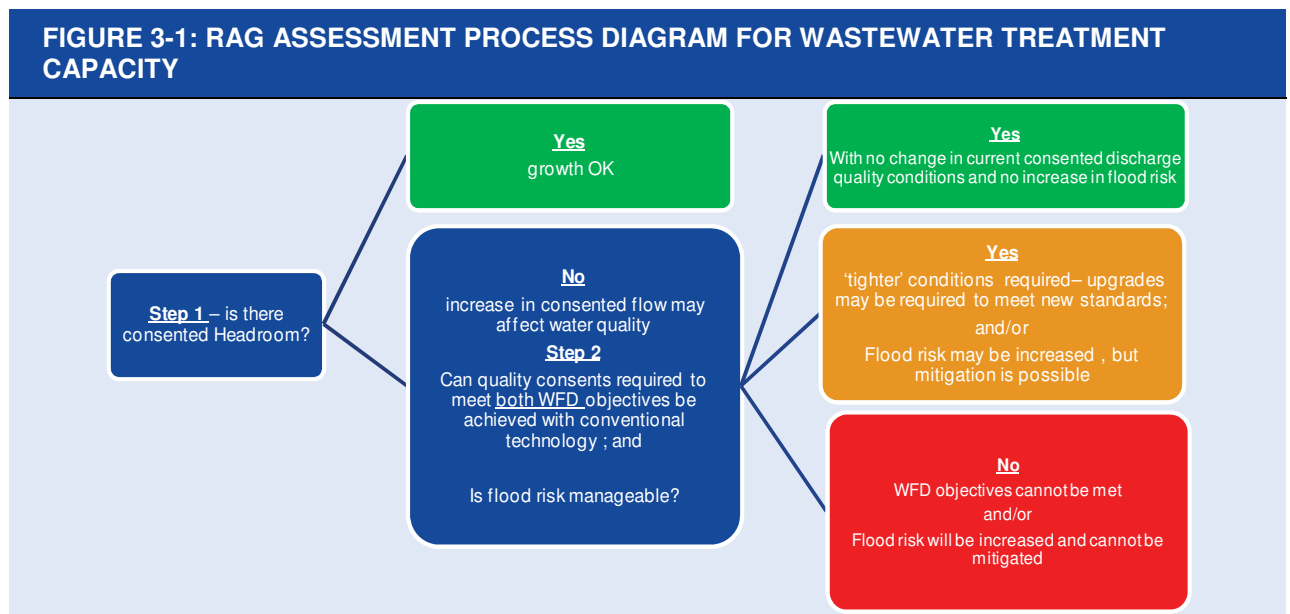 FIGURE 3-1: RAG ASSESSMENT PROCESS DIAGRAM FOR WASTEWATER TREATMENT
CAPACITY
Step 1 – is there
consented Headroom?
Yes
growth OK
No
increase in consented flow may
affect water quality
Step 2
Can quality consents required to
meet both WFD objectives be
achieved with conventional
technology ; and
Is flood risk manageable?
Yes
With no change in current consented discharge
quality conditions and no increase in flood risk
Yes
‘tighter’ conditions required– upgrades
may be required to meet new standards;
and/or
Flood risk may be increased , but
mitigation is possible
No
WFD objectives cannot be met
and/or
Flood risk will be increased and cannot be
mitigated